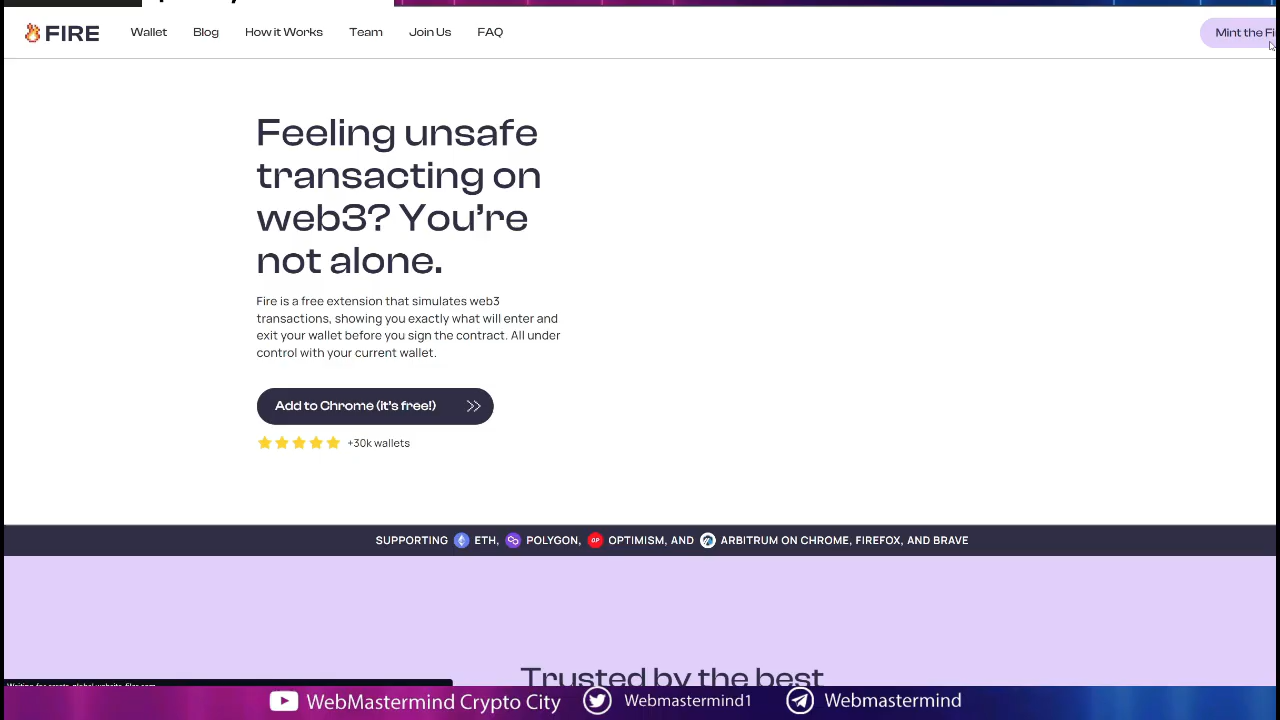 FIRE
Wallet
Blog
How it Works
Team
Join Us
FAQ
Mint the
Feeling unsafe
transacting on
web3? You're
not alone.
Fire is a free extension that simulates web3
transactions, showing you exactly what will enter and
exit your wallet before you sign the contract. All under
control with your current wallet.
Add to Chrome (it's free!)
+30k wallets
SUPPORTING ETH, POLYGON, OP OPTIMISM, AND ARBITRUM ON CHROME, FIREFOX, AND BRAVE
Trusted by the best
WebMastermind Crypto City
Webmastermind1
Webmastermind